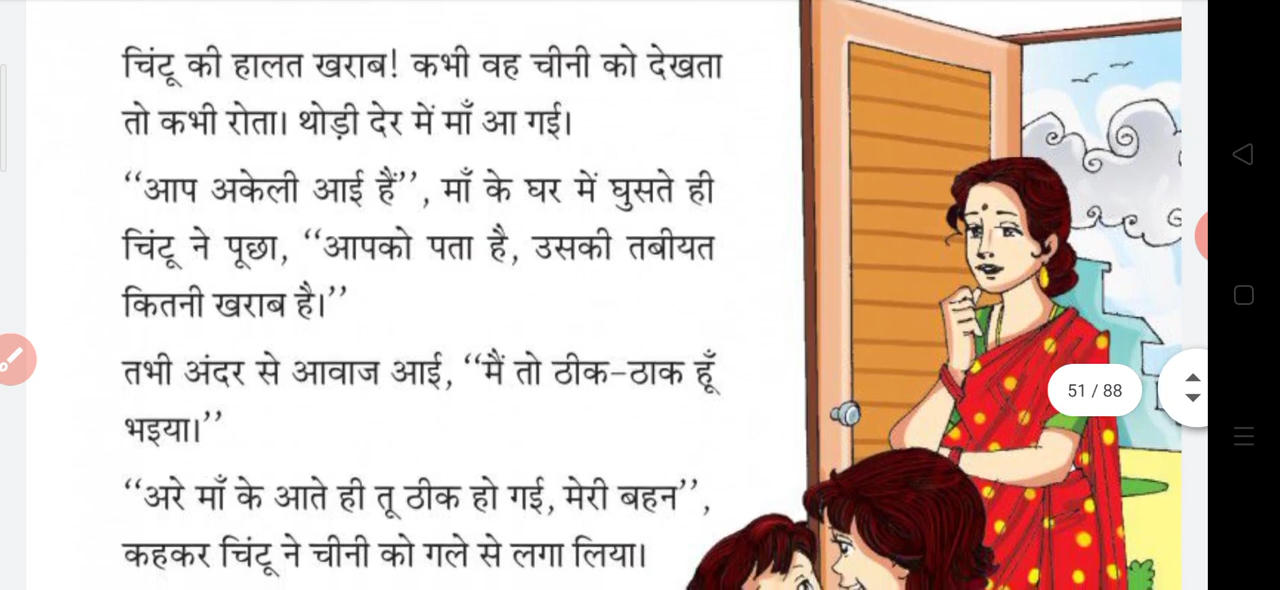 चिंटू की हालत खराब! कभी वह चीनी को देखता
तो कभी रोता। थोड़ी देर में माँ आ गई।
“आप अकेली आई हैं”, माँ के घर में घुसते ही
चिंटू ने पूछा, “आपको पता है, उसकी तबीयत
कितनी खराब है।”
तभी अंदर से आवाज आई, “मैं तो ठीक-ठाक हूँ
भइया।”
“अरे माँ के आते ही तू ठीक हो गई, मेरी बहन”,
कहकर चिंटू ने चीनी को गले से लगा लिया।
51 / 88